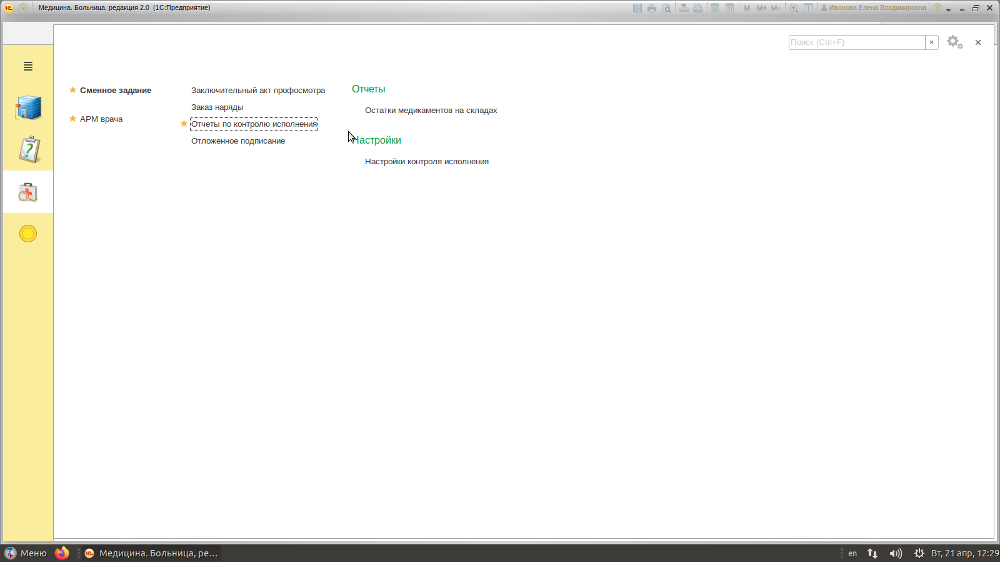 Медицина. Больница, редакция 2.0 (1С:Предприятие)
M M+ M-
Иванова Елена Владимировна
Поиск (Ctrl+F)
Сменное задание
АРМ врача
Заключительный акт профосмотра
Заказ наряды
Отчеты по контролю исполнения
Отложенное подписание
Отчеты
Остатки медикаментов на складах
Настройки
Настройки контроля исполнения
Меню
Медицина. Больница, ре...
en
Вт, 21 апр, 12:29